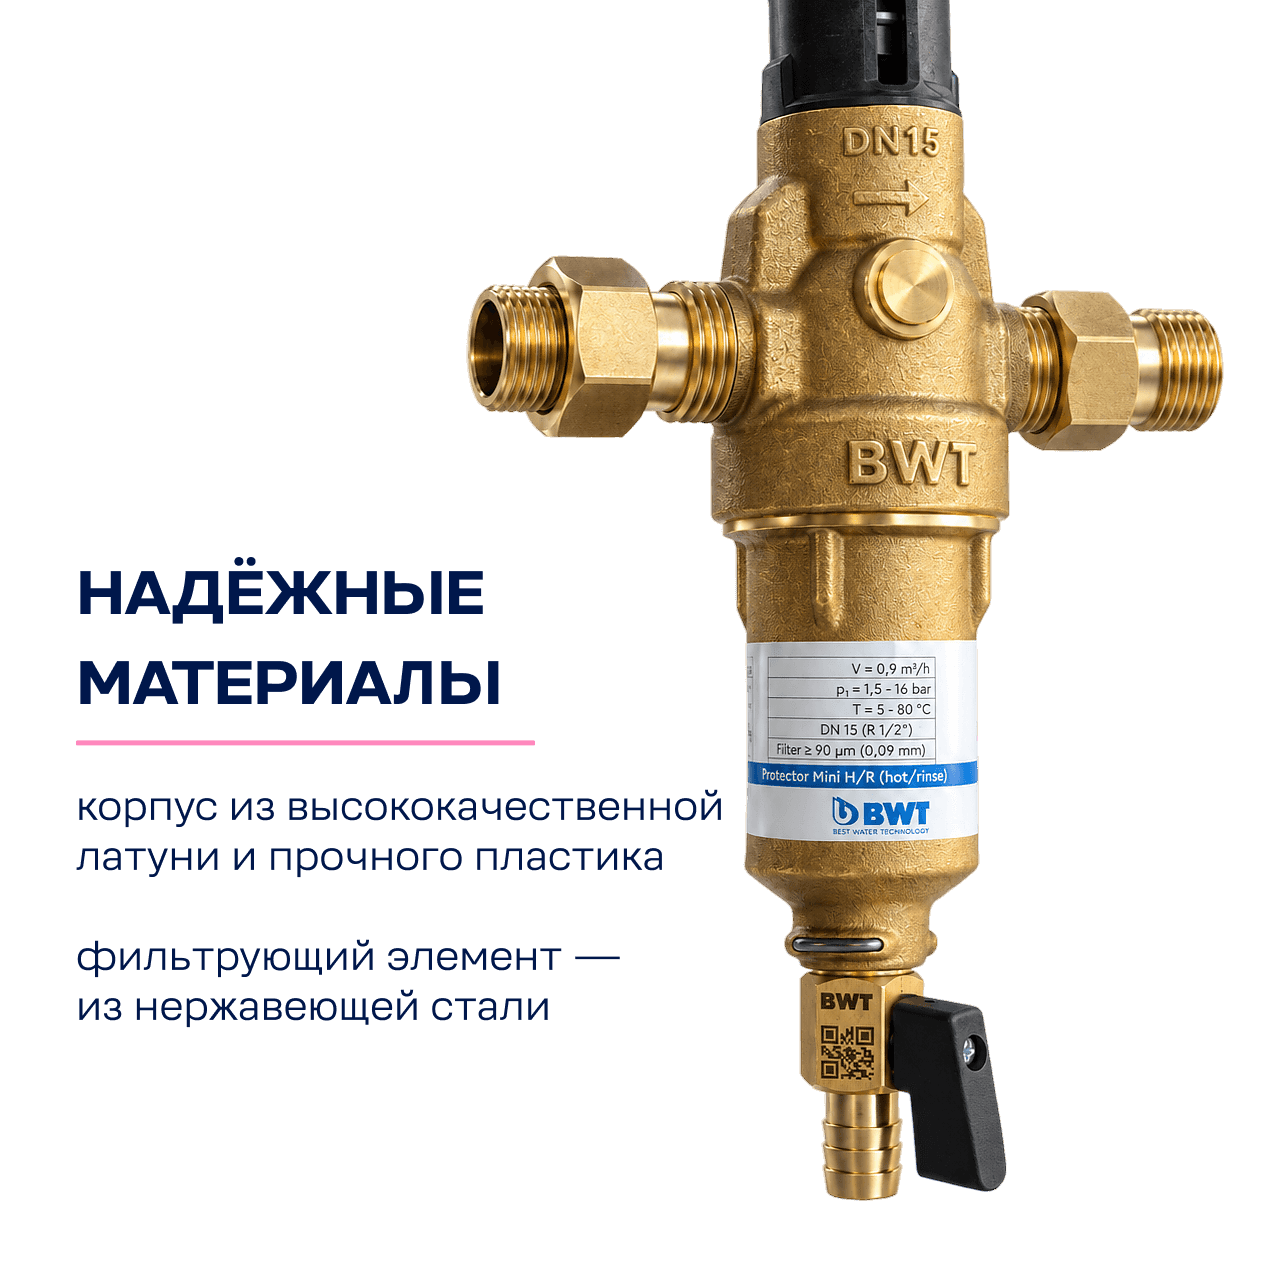 DN15
BWT
НАДЁЖНЫЕ
МАТЕРИАЛЫ
корпус из высококачественной
латуни и прочного пластика
фильтрующий элемент —
из нержавеющей стали
V = 0,9 m³/h
p₁ = 1,5 - 16 bar
T = 5 - 80 °C
DN 15 (R 1/2")
Filter ≥ 90 µm (0,09 mm)
Protector Mini H/R (hot/rinse)
BWT
BEST WATER TECHNOLOGY
BWT